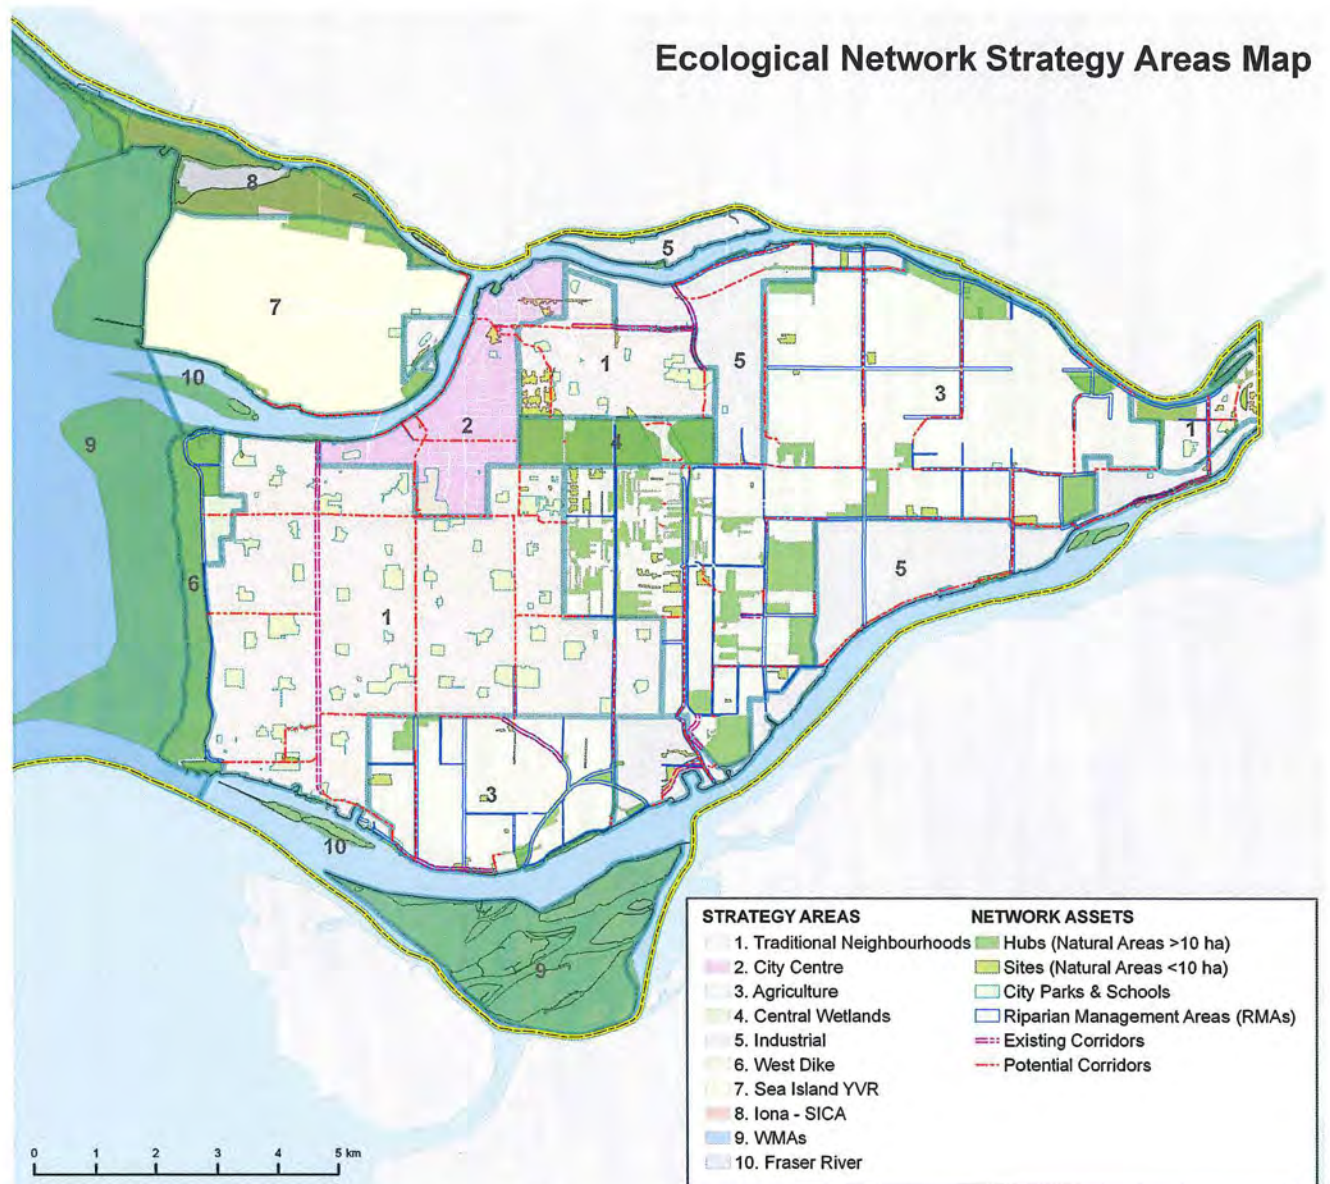 Ecological Network Strategy Areas Map
8
5
7
1
5
3
10
2
1
9
4
5
6
1
3
10
9
STRATEGY AREAS
1. Traditional Neighbourhoods
2. City Centre
3. Agriculture
4. Central Wetlands
5. Industrial
6. West Dike
7. Sea Island YVR
8. Iona - SICA
9. WMAs
10. Fraser River
NETWORK ASSETS
Hubs (Natural Areas >10 ha)
Sites (Natural Areas <10 ha)
City Parks & Schools
Riparian Management Areas (RMAs)
Existing Corridors
Potential Corridors
0 1 2 3 4 5 km